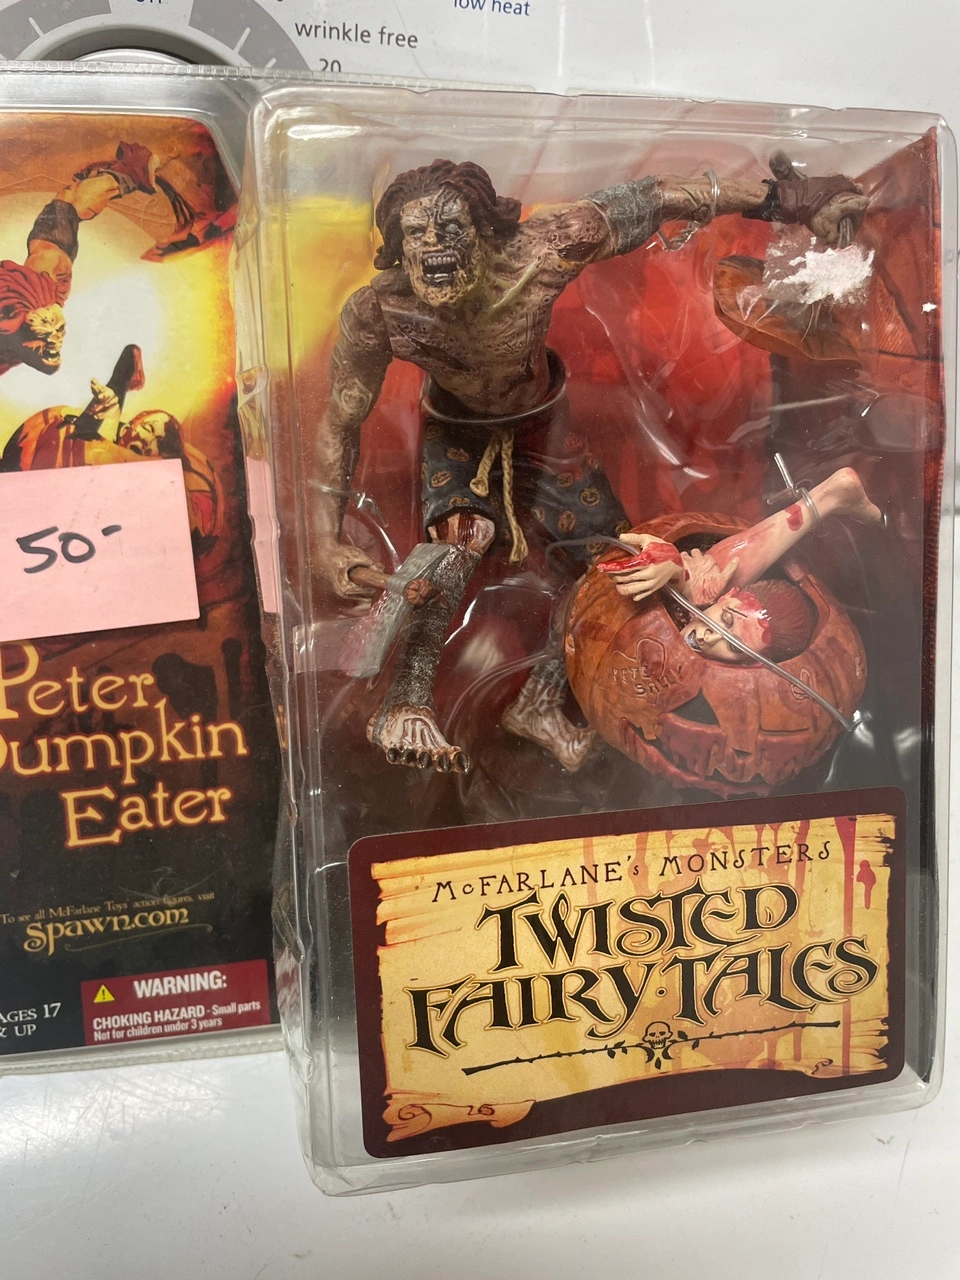 low heat
wrinkle free
20
50-
Peter
Pumpkin
Eater
To see all McFarlane Toys' action figures, visit
spawn.com
AGES 17
& UP
WARNING:
CHOKING HAZARD - Small parts
Not for children under 3 years
PETER
SALLY
McFARLANE'S MONSTERS
TWISTED
FAIRY·TALES